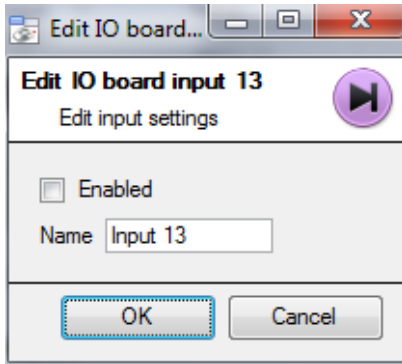 Edit IO board...
Edit IO board input 13
Edit input settings
Enabled
Name Input 13
OK Cancel